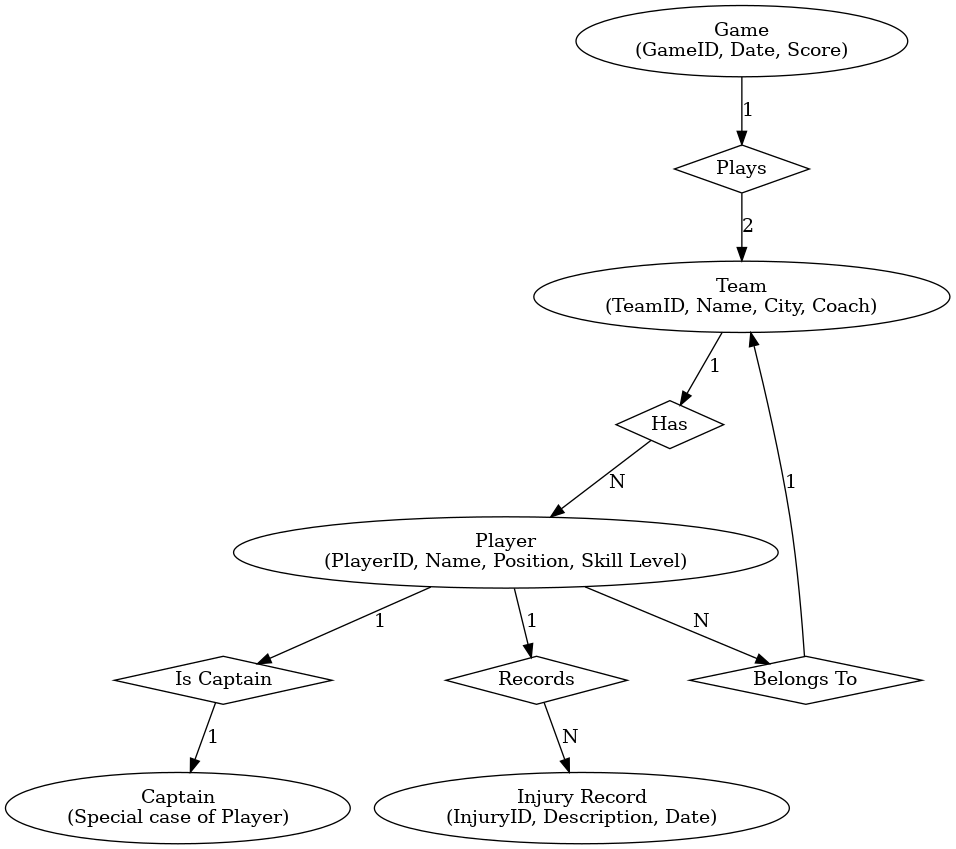 Game
(GameID, Date, Score)
1
Plays
2
Team
(TeamID, Name, City, Coach)
1
Has
N
1
Player
(PlayerID, Name, Position, Skill Level)
1
1
N
Is Captain
Records
Belongs To
1
N
Captain
(Special case of Player)
Injury Record
(InjuryID, Description, Date)